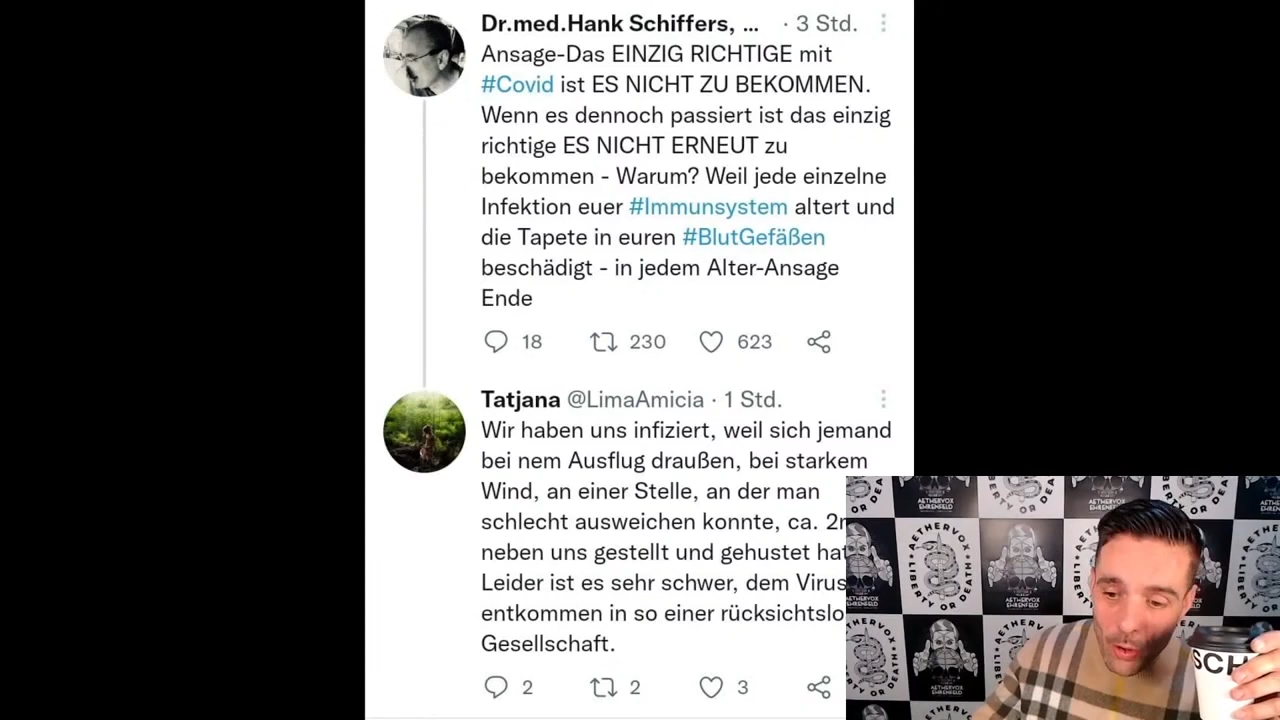 Dr.med.Hank Schiffers, ... · 3 Std.
Ansage-Das EINZIG RICHTIGE mit
#Covid ist ES NICHT ZU BEKOMMEN.
Wenn es dennoch passiert ist das einzig
richtige ES NICHT ERNEUT zu
bekommen - Warum? Weil jede einzelne
Infektion euer #Immunsystem altert und
die Tapete in euren #BlutGefäßen
beschädigt - in jedem Alter-Ansage
Ende
18 230 623
Tatjana @LimaAmicia · 1 Std.
Wir haben uns infiziert, weil sich jemand
bei nem Ausflug draußen, bei starkem
Wind, an einer Stelle, an der man
schlecht ausweichen konnte, ca.
neben uns gestellt und gehustet hat
Leider ist es sehr schwer, dem Virus
entkommen in so einer
Gesellschaft.
2 2 3
AETHERVOX
EHRENFELD
AETHERVOX
LIBERTY OR DEATH
SCH